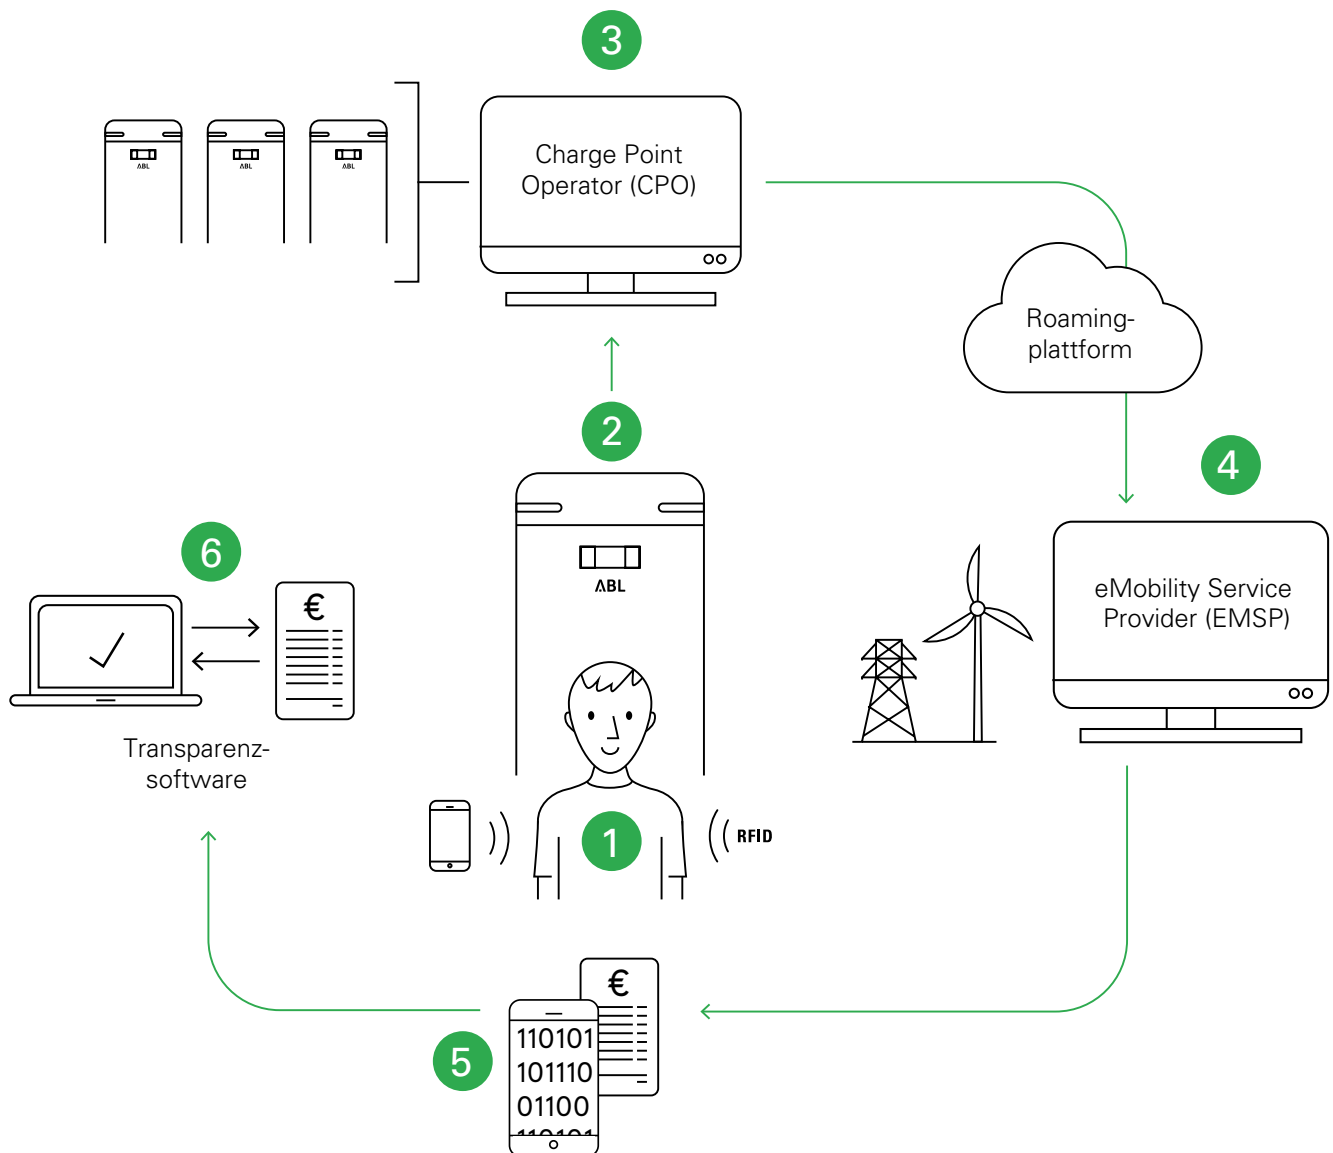 3
ABL
ABL
ABL
Charge Point
Operator (CPO)
Roaming-
plattform
2
4
ABL
eMobility Service
Provider (EMSP)
6
€
Transparenz-
software
1
RFID
€
5
110101
101110
01100
110101